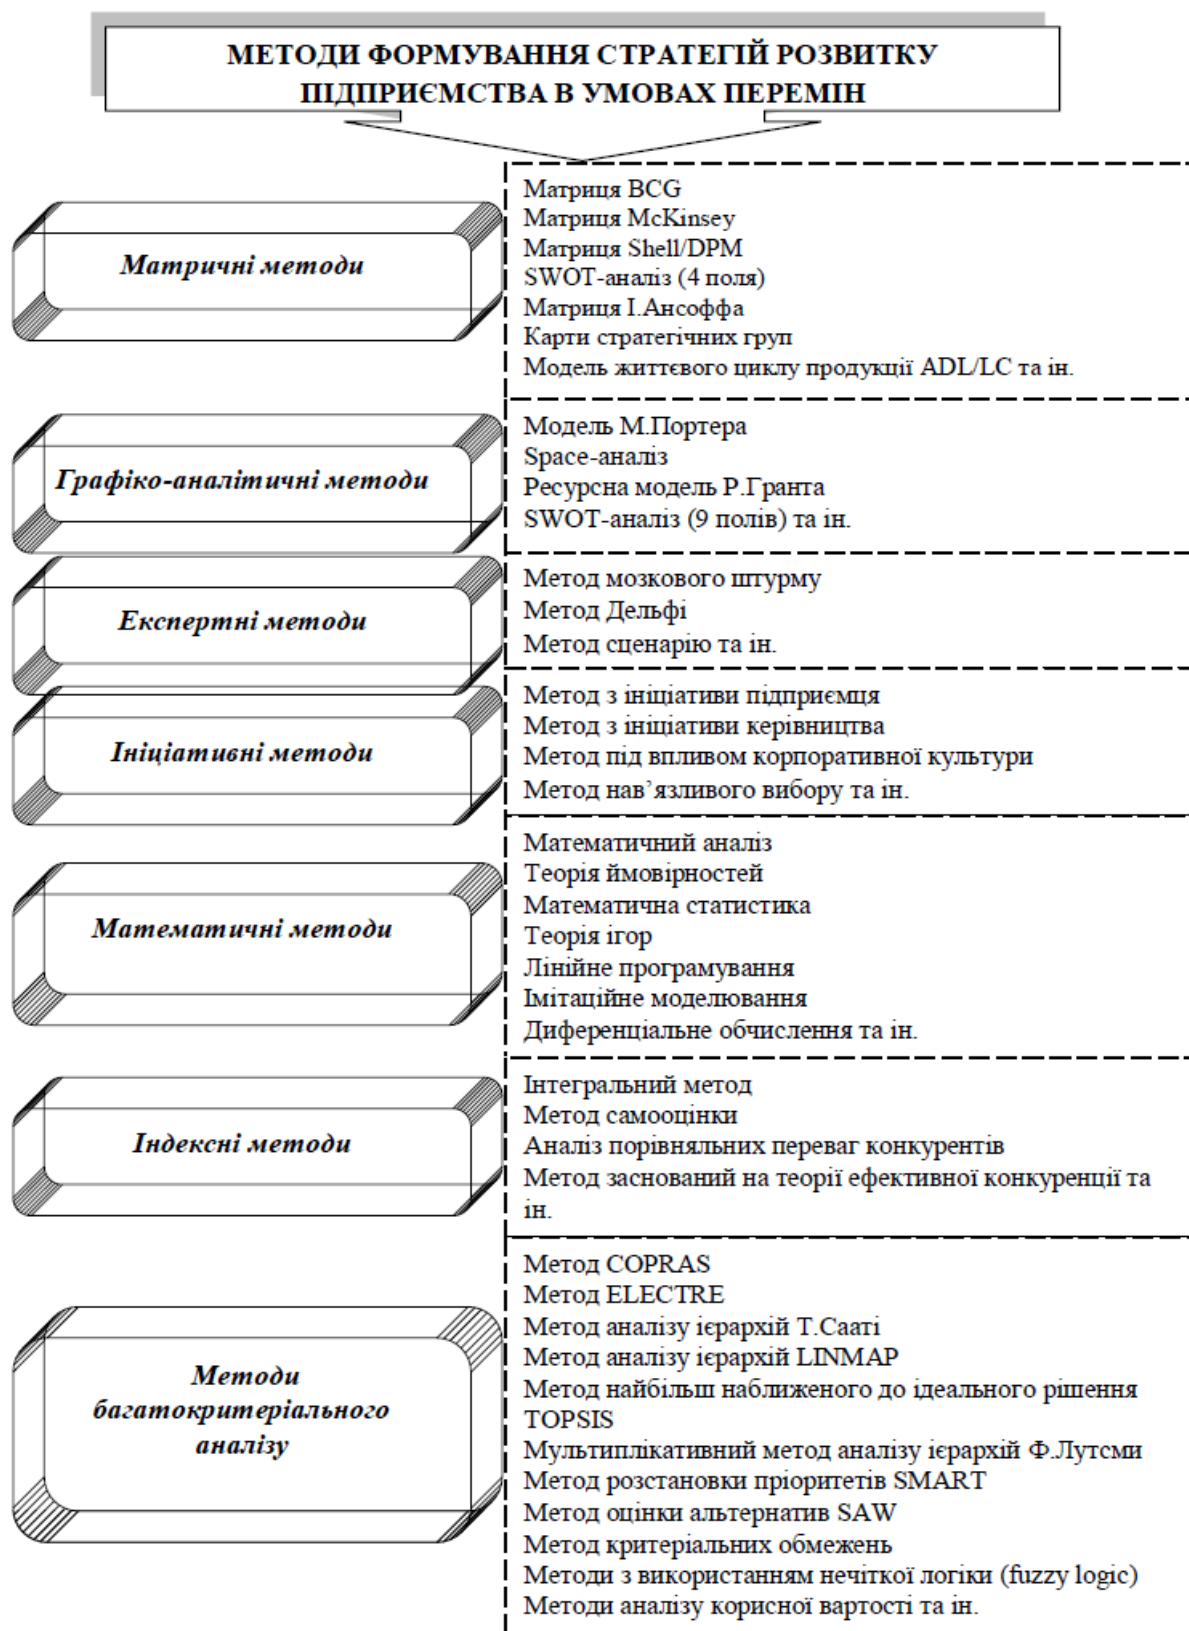 МЕТОДИ ФОРМУВАННЯ СТРАТЕГІЙ РОЗВИТКУ
ПІДПРИЄМСТВА В УМОВАХ ПЕРЕМІН
Матричні методи
Матриця BCG
Матриця McKinsey
Матриця Shell/DPM
SWOT-аналіз (4 поля)
Матриця І.Ансоффа
Карти стратегічних груп
Модель життєвого циклу продукції ADL/LC та ін.
Графіко-аналітичні методи
Модель М.Портера
Space-аналіз
Ресурсна модель Р.Гранта
SWOT-аналіз (9 полів) та ін.
Експертні методи
Метод мозкового штурму
Метод Дельфі
Метод сценарію та ін.
Ініціативні методи
Метод з ініціативи підприємця
Метод з ініціативи керівництва
Метод під впливом корпоративної культури
Метод нав’язливого вибору та ін.
Математичні методи
Математичний аналіз
Теорія ймовірностей
Математична статистика
Теорія ігор
Лінійне програмування
Імітаційне моделювання
Диференціальне обчислення та ін.
Індексні методи
Інтегральний метод
Метод самооцінки
Аналіз порівняльних переваг конкурентів
Метод заснований на теорії ефективної конкуренції та
ін.
Методи
багатокритеріального
аналізу
Метод COPRAS
Метод ELECTRE
Метод аналізу ієрархій Т.Сааті
Метод аналізу ієрархій LINMAP
Метод найбільш наближеного до ідеального рішення
TOPSIS
Мультиплікативний метод аналізу ієрархій Ф.Лутсми
Метод розстановки пріоритетів SMART
Метод оцінки альтернатив SAW
Метод критеріальних обмежень
Методи з використанням нечіткої логіки (fuzzy logic)
Методи аналізу корисної вартості та ін.